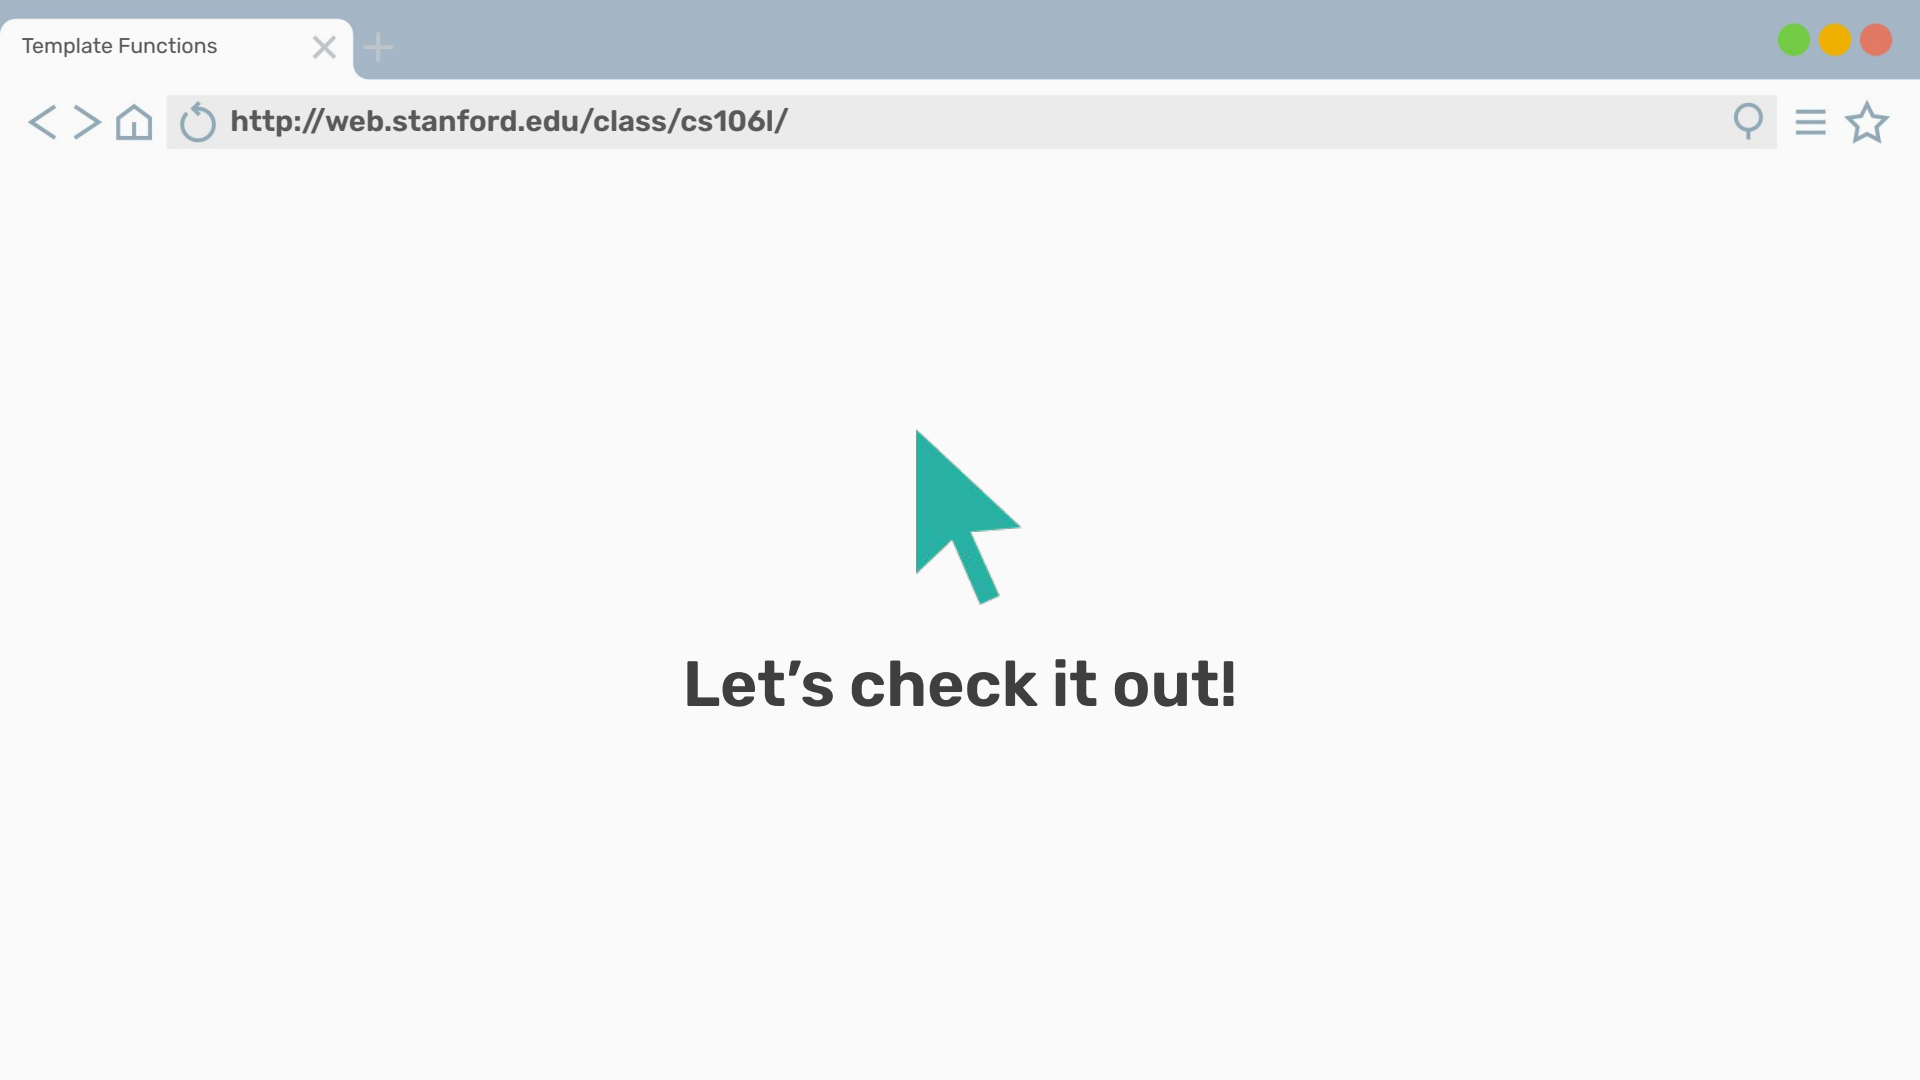 Template Functions
http://web.stanford.edu/class/cs106l/
Let’s check it out!